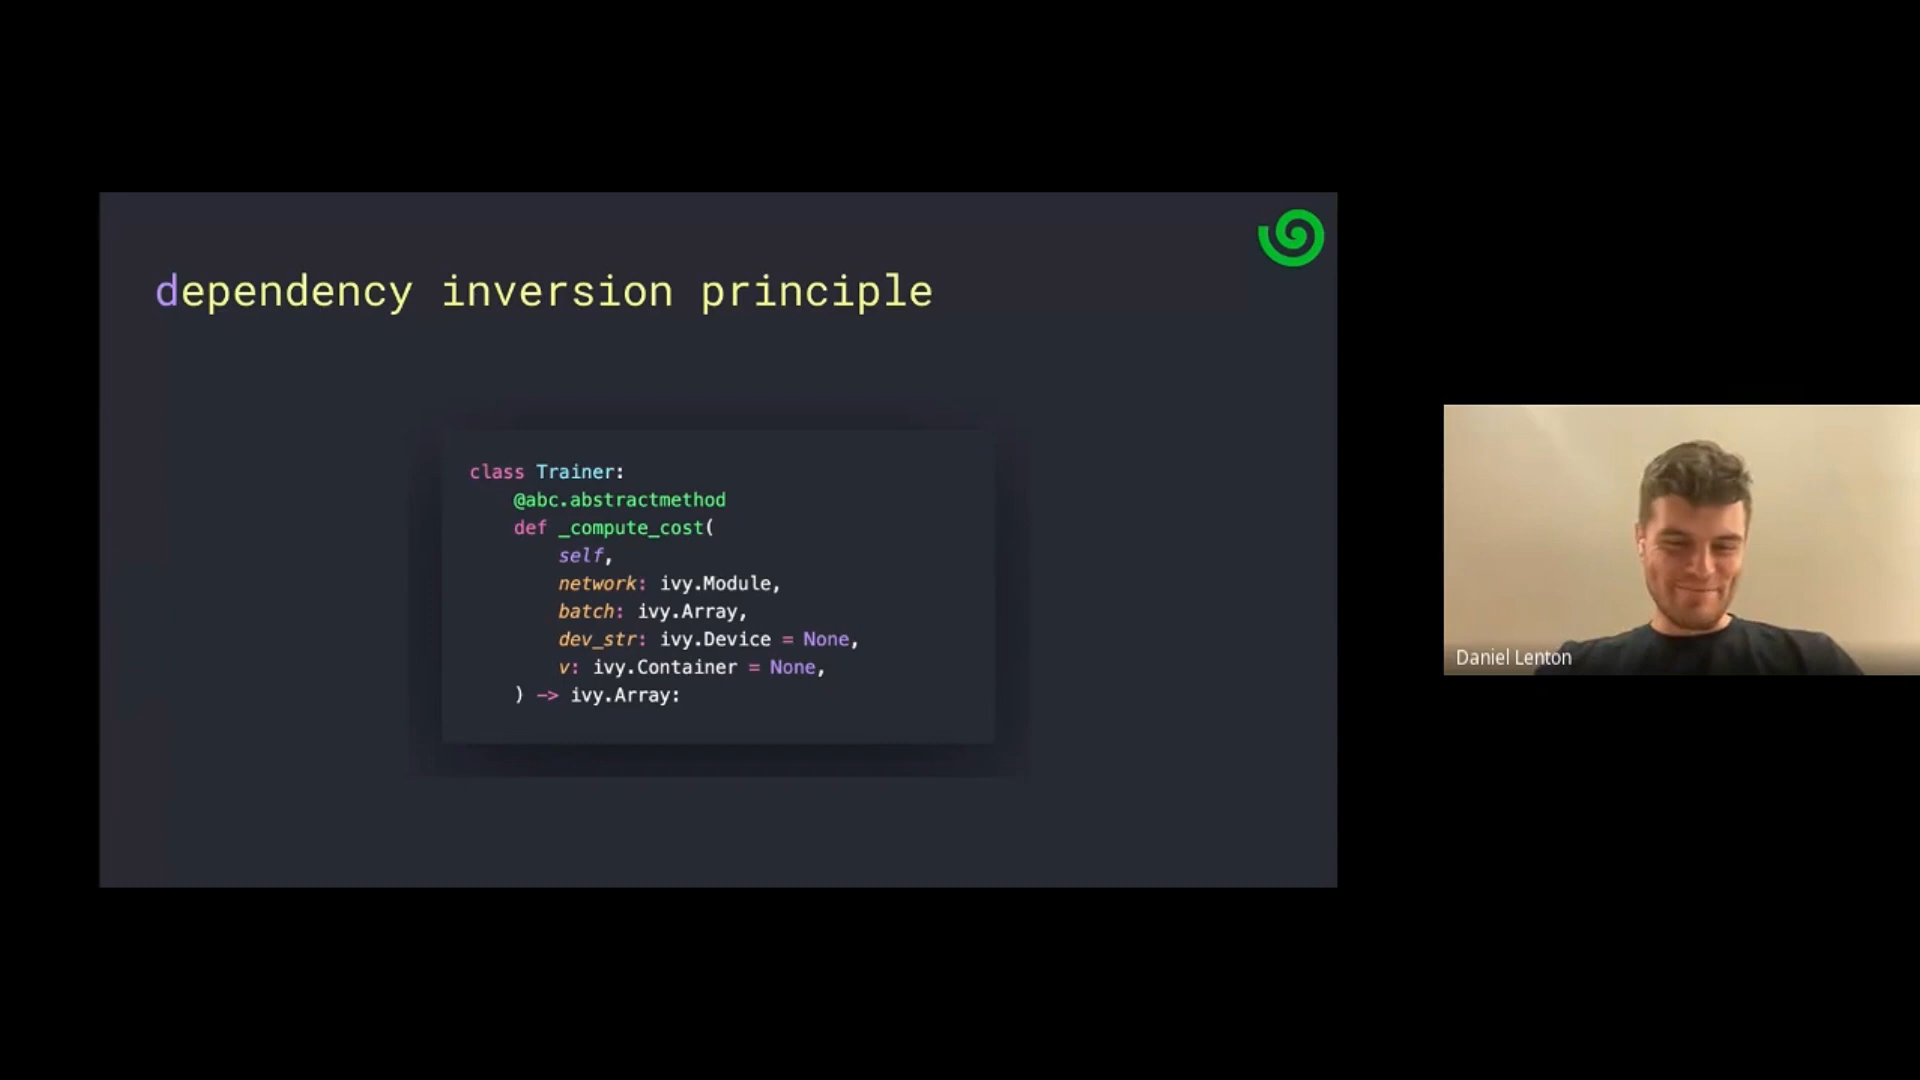 dependency inversion principle
class Trainer:
@abc.abstractmethod
def _compute_cost(
self,
network: ivy.Module,
batch: ivy.Array,
dev_str: ivy.Device = None,
v: ivy.Container = None,
) -> ivy.Array:
Daniel Lenton